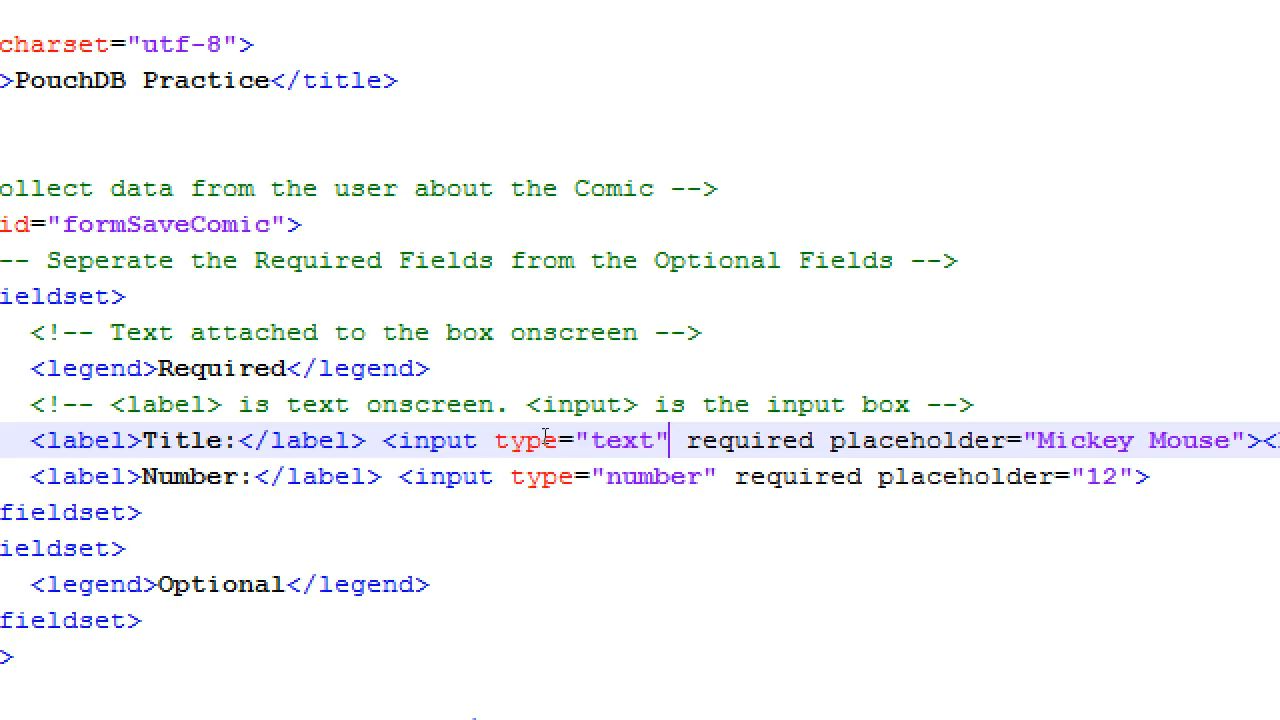 charset="utf-8">
>PouchDB Practice</title>
ollect data from the user about the Comic -->
id="formSaveComic">
-- Seperate the Required Fields from the Optional Fields -->
ieldset>
<!-- Text attached to the box onscreen -->
<legend>Required</legend>
<!-- <label> is text onscreen. <input> is the input box -->
<label>Title:</label> <input type="text" required placeholder="Mickey Mouse"><
<label>Number:</label> <input type="number" required placeholder="12">
fieldset>
ieldset>
<legend>Optional</legend>
fieldset>
>